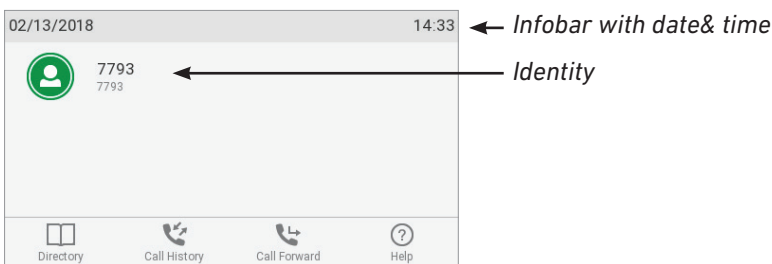 02/13/2018 14:33 Infobar with date& time
7793 Identity
7793
Directory Call History Call Forward Help